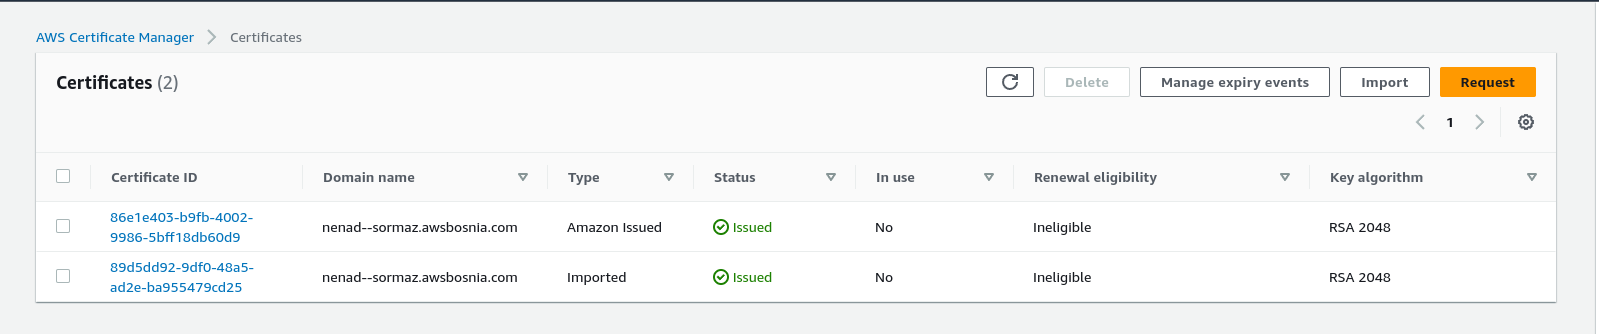 AWS Certificate Manager Certificates
Certificates (2) Delete Manage expiry events Import Request
1
Certificate ID Domain name Type Status In use Renewal eligibility Key algorithm
86e1e403-b9fb-4002-
9986-5bff18db60d9 nenad--sormaz.awsbosnia.com Amazon Issued Issued No Ineligible RSA 2048
89d5dd92-9df0-48a5-
ad2e-ba955479cd25 nenad--sormaz.awsbosnia.com Imported Issued No Ineligible RSA 2048